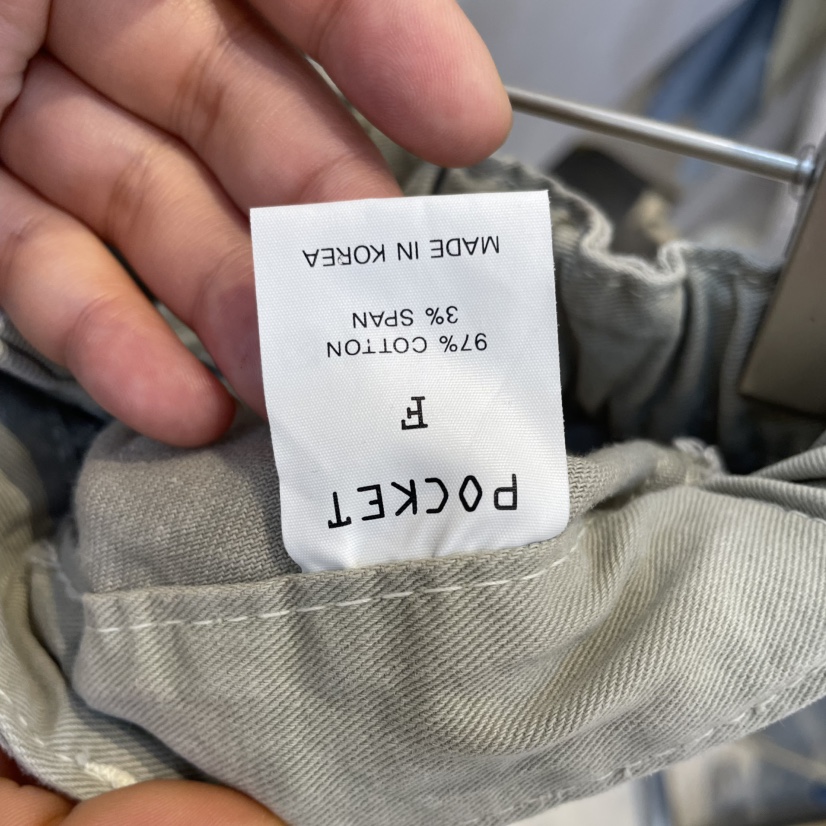 POCKET
F
97% COTTON
3% SPAN
MADE IN KOREA